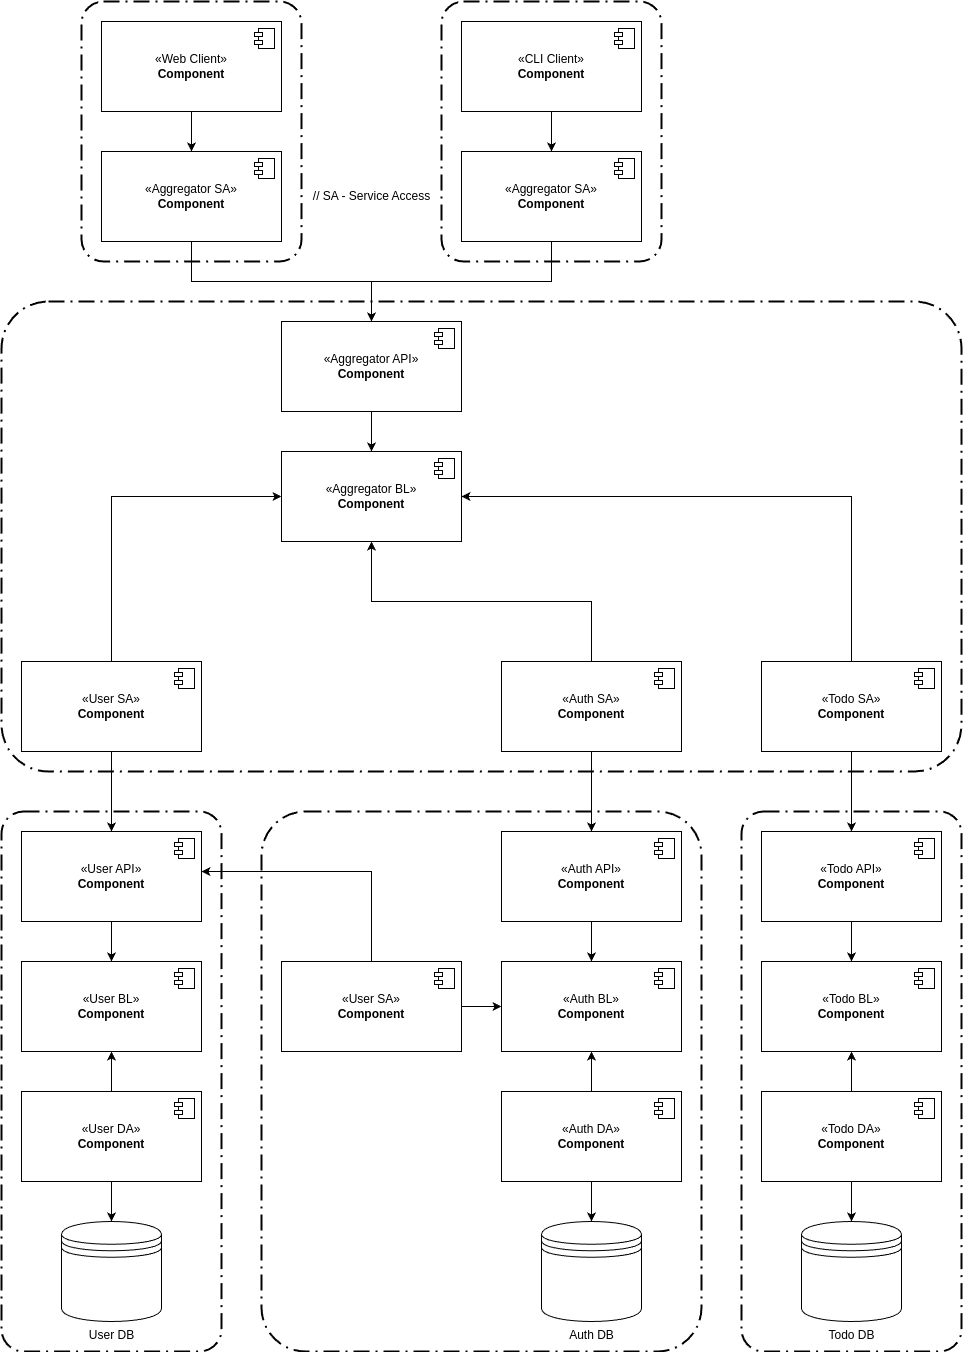 «Web Client»
Component
«CLI Client»
Component
«Aggregator SA»
Component
// SA - Service Access
«Aggregator SA»
Component
«Aggregator API»
Component
«Aggregator BL»
Component
«User SA»
Component
«Auth SA»
Component
«Todo SA»
Component
«User API»
Component
«Auth API»
Component
«Todo API»
Component
«User BL»
Component
«User SA»
Component
«Auth BL»
Component
«Todo BL»
Component
«User DA»
Component
«Auth DA»
Component
«Todo DA»
Component
User DB
Auth DB
Todo DB